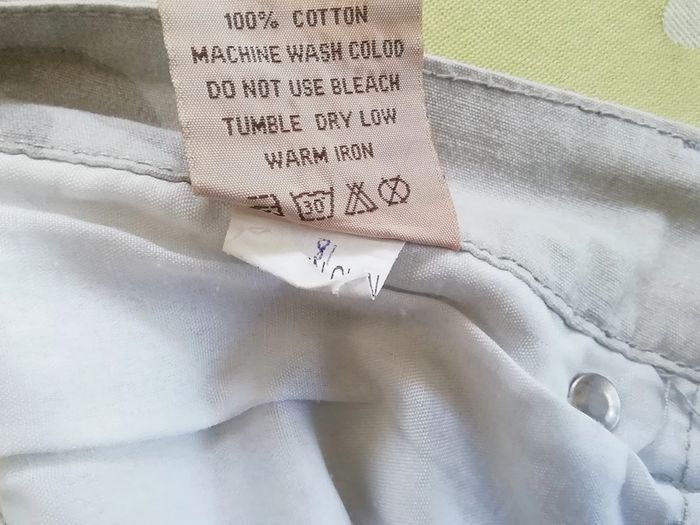 100% COTTON
MACHINE WASH COLOD
DO NOT USE BLEACH
TUMBLE DRY LOW
WARM IRON
30